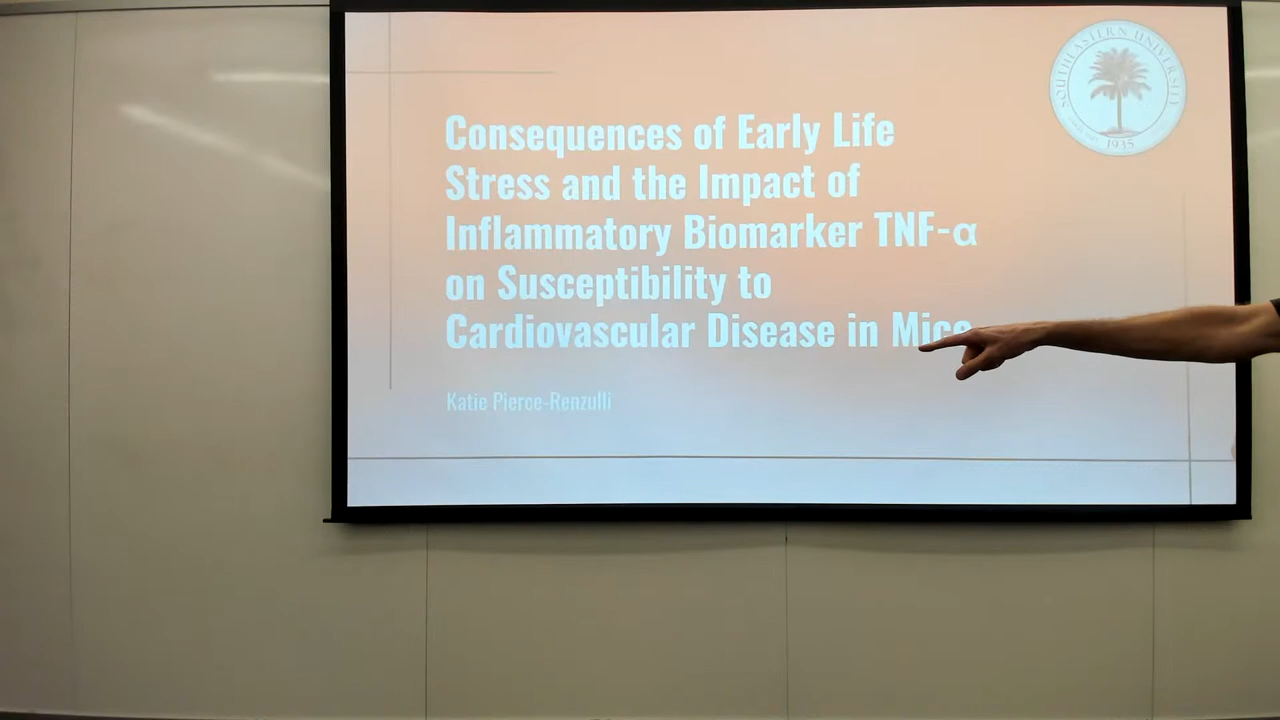 SOUTHEASTERN UNIVERSITY
1935
Consequences of Early Life
Stress and the Impact of
Inflammatory Biomarker TNF-α
on Susceptibility to
Cardiovascular Disease in Mice
Katie Pierce-Renzulli